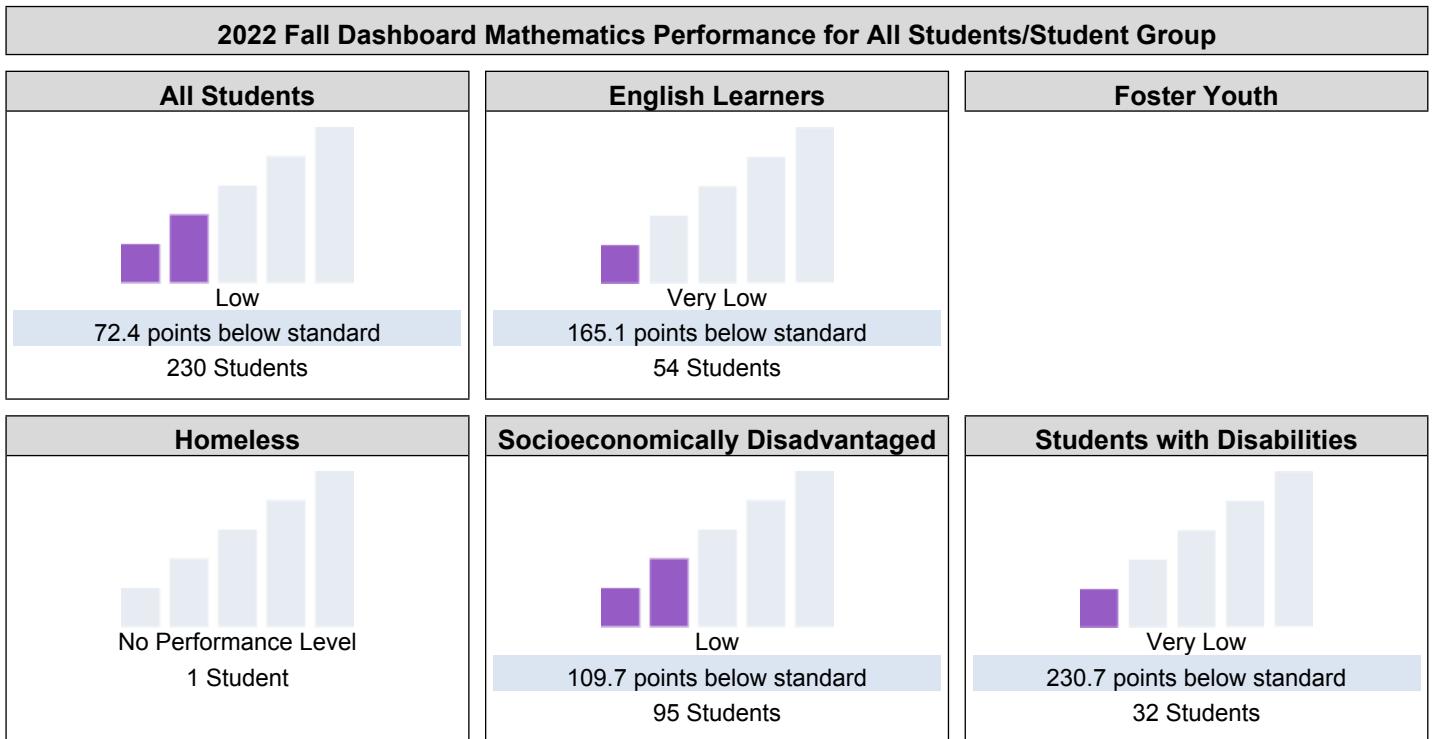 2022 Fall Dashboard Mathematics Performance for All Students/Student Group
All Students
Low
72.4 points below standard
230 Students
English Learners
Very Low
165.1 points below standard
54 Students
Foster Youth
Homeless
No Performance Level
1 Student
Socioeconomically Disadvantaged
Low
109.7 points below standard
95 Students
Students with Disabilities
Very Low
230.7 points below standard
32 Students